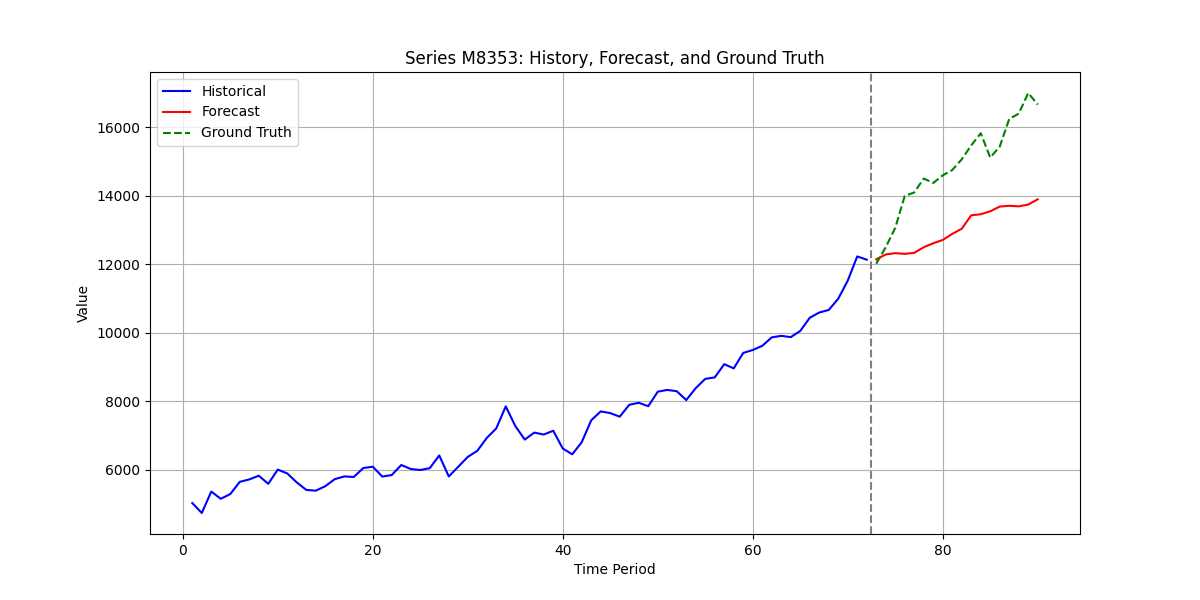 Series M8353: History, Forecast, and Ground Truth
Historical
Forecast
Ground Truth
16000
14000
12000
10000
8000
6000
Value
0 20 40 60 80
Time Period